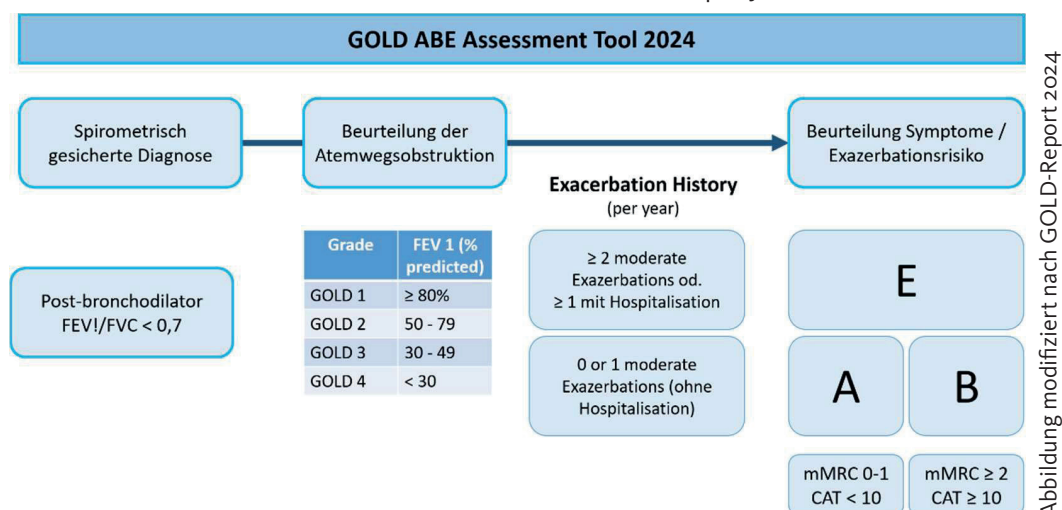 GOLD ABE Assessment Tool 2024
Spirometrisch
gesicherte Diagnose
Beurteilung der
Atemwegsobstruktion
Beurteilung Symptome /
Exazerbationsrisiko
Exacerbation History
(per year)
Post-bronchodilator
FEV!/FVC < 0,7
Grade FEV 1 (%
predicted)
GOLD 1 ≥ 80%
GOLD 2 50 - 79
GOLD 3 30 - 49
GOLD 4 < 30
≥ 2 moderate
Exazerbations od.
≥ 1 mit Hospitalisation
0 or 1 moderate
Exazerbations (ohne
Hospitalisation)
E
A B
mMRC 0-1
CAT < 10
mMRC ≥ 2
CAT ≥ 10
Abbildung modifiziert nach GOLD-Report 2024